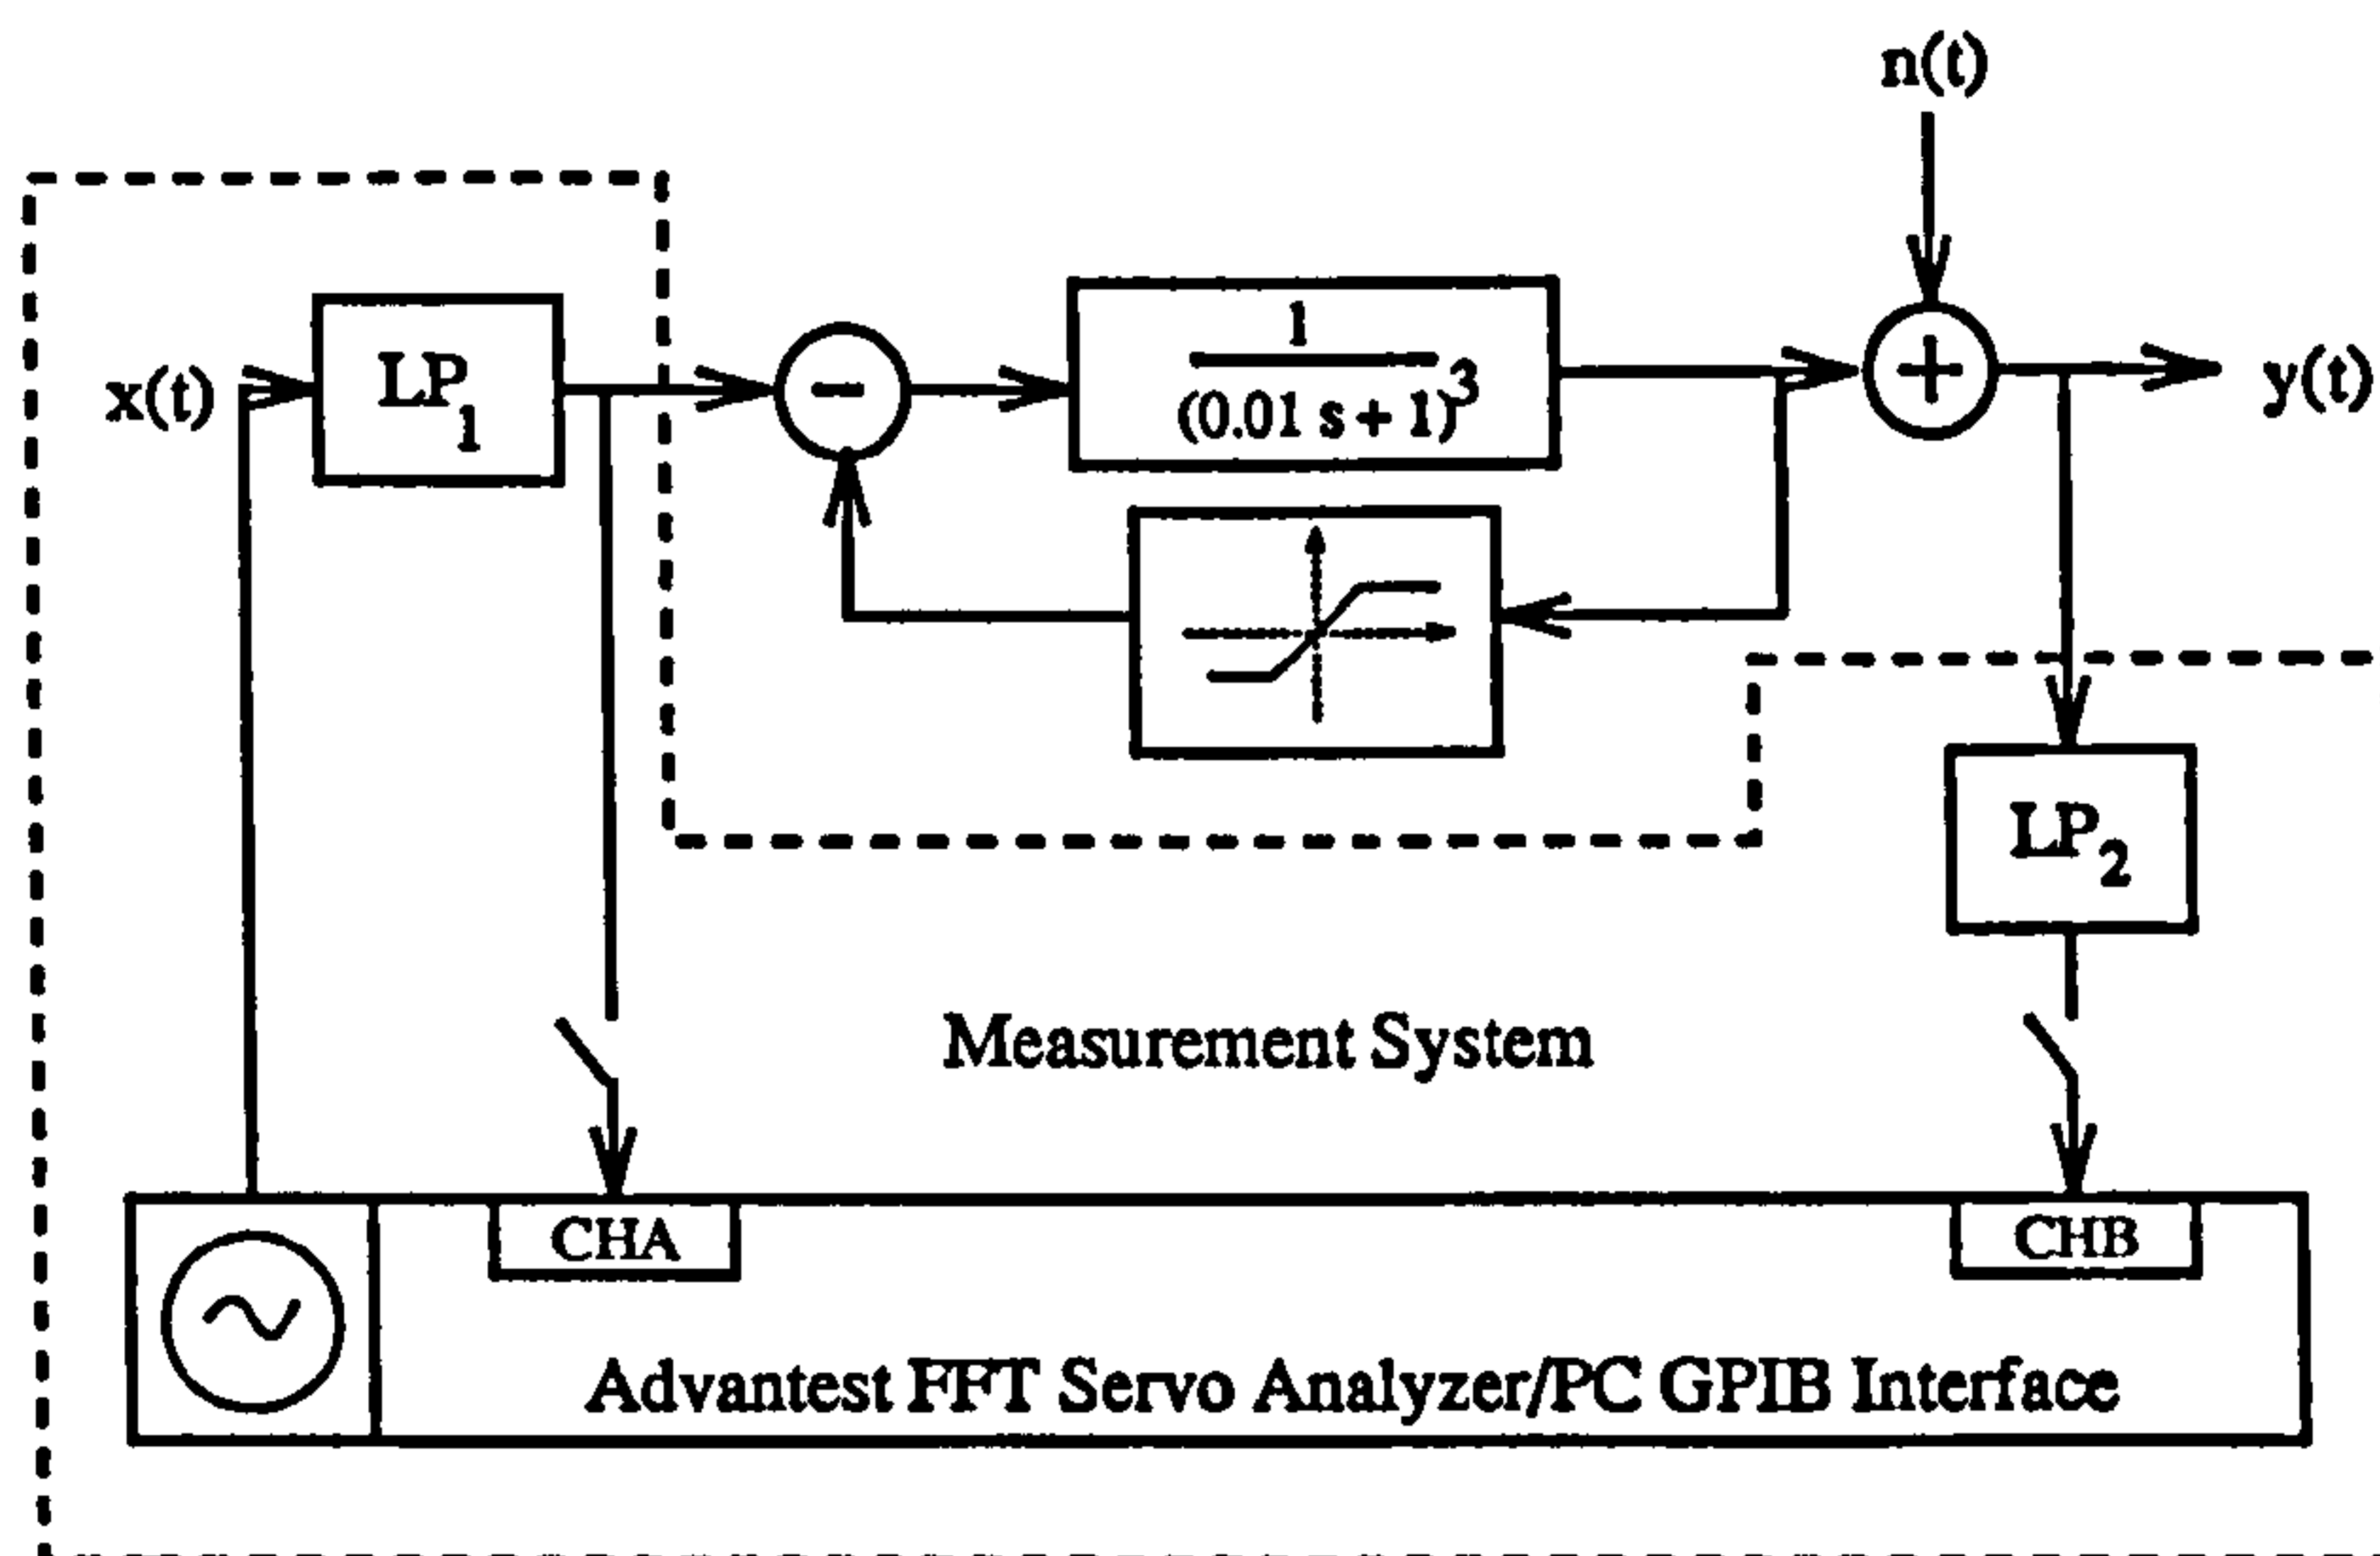 n(t)
x(t)
LP1
−
1
(0.01 s + 1)3
+
y(t)
LP2
Measurement System
CHA
CHB
Advantest FFT Servo Analyzer/PC GPIB Interface